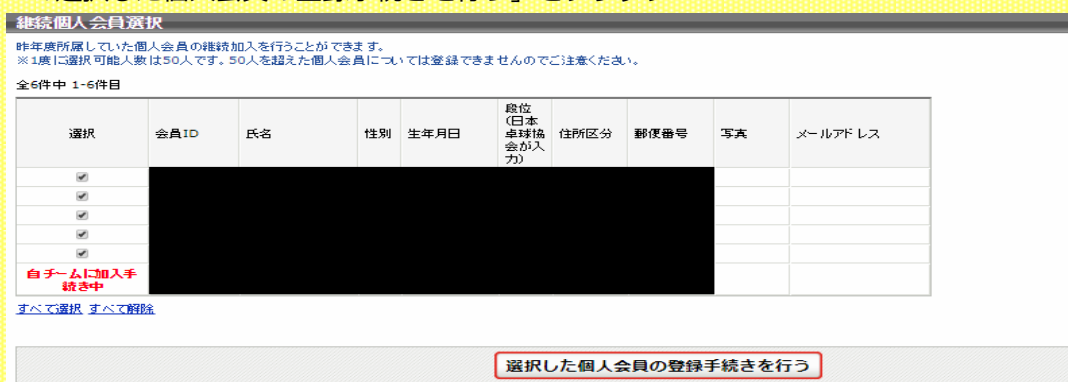 継続個人会員選択
昨年度所属していた個人会員の継続加入を行うことができます。
※1度に選択可能人数は50人です。50人を超えた個人会員については登録できませんのでご注意ください。
全6件中 1-6件目
選択 会員ID 氏名 性別 生年月日 段位(日本卓球協会が入力) 住所区分 郵便番号 写真 メールアドレス
自チームに加入手
続き中
すべて選択 すべて解除
選択した個人会員の登録手続きを行う